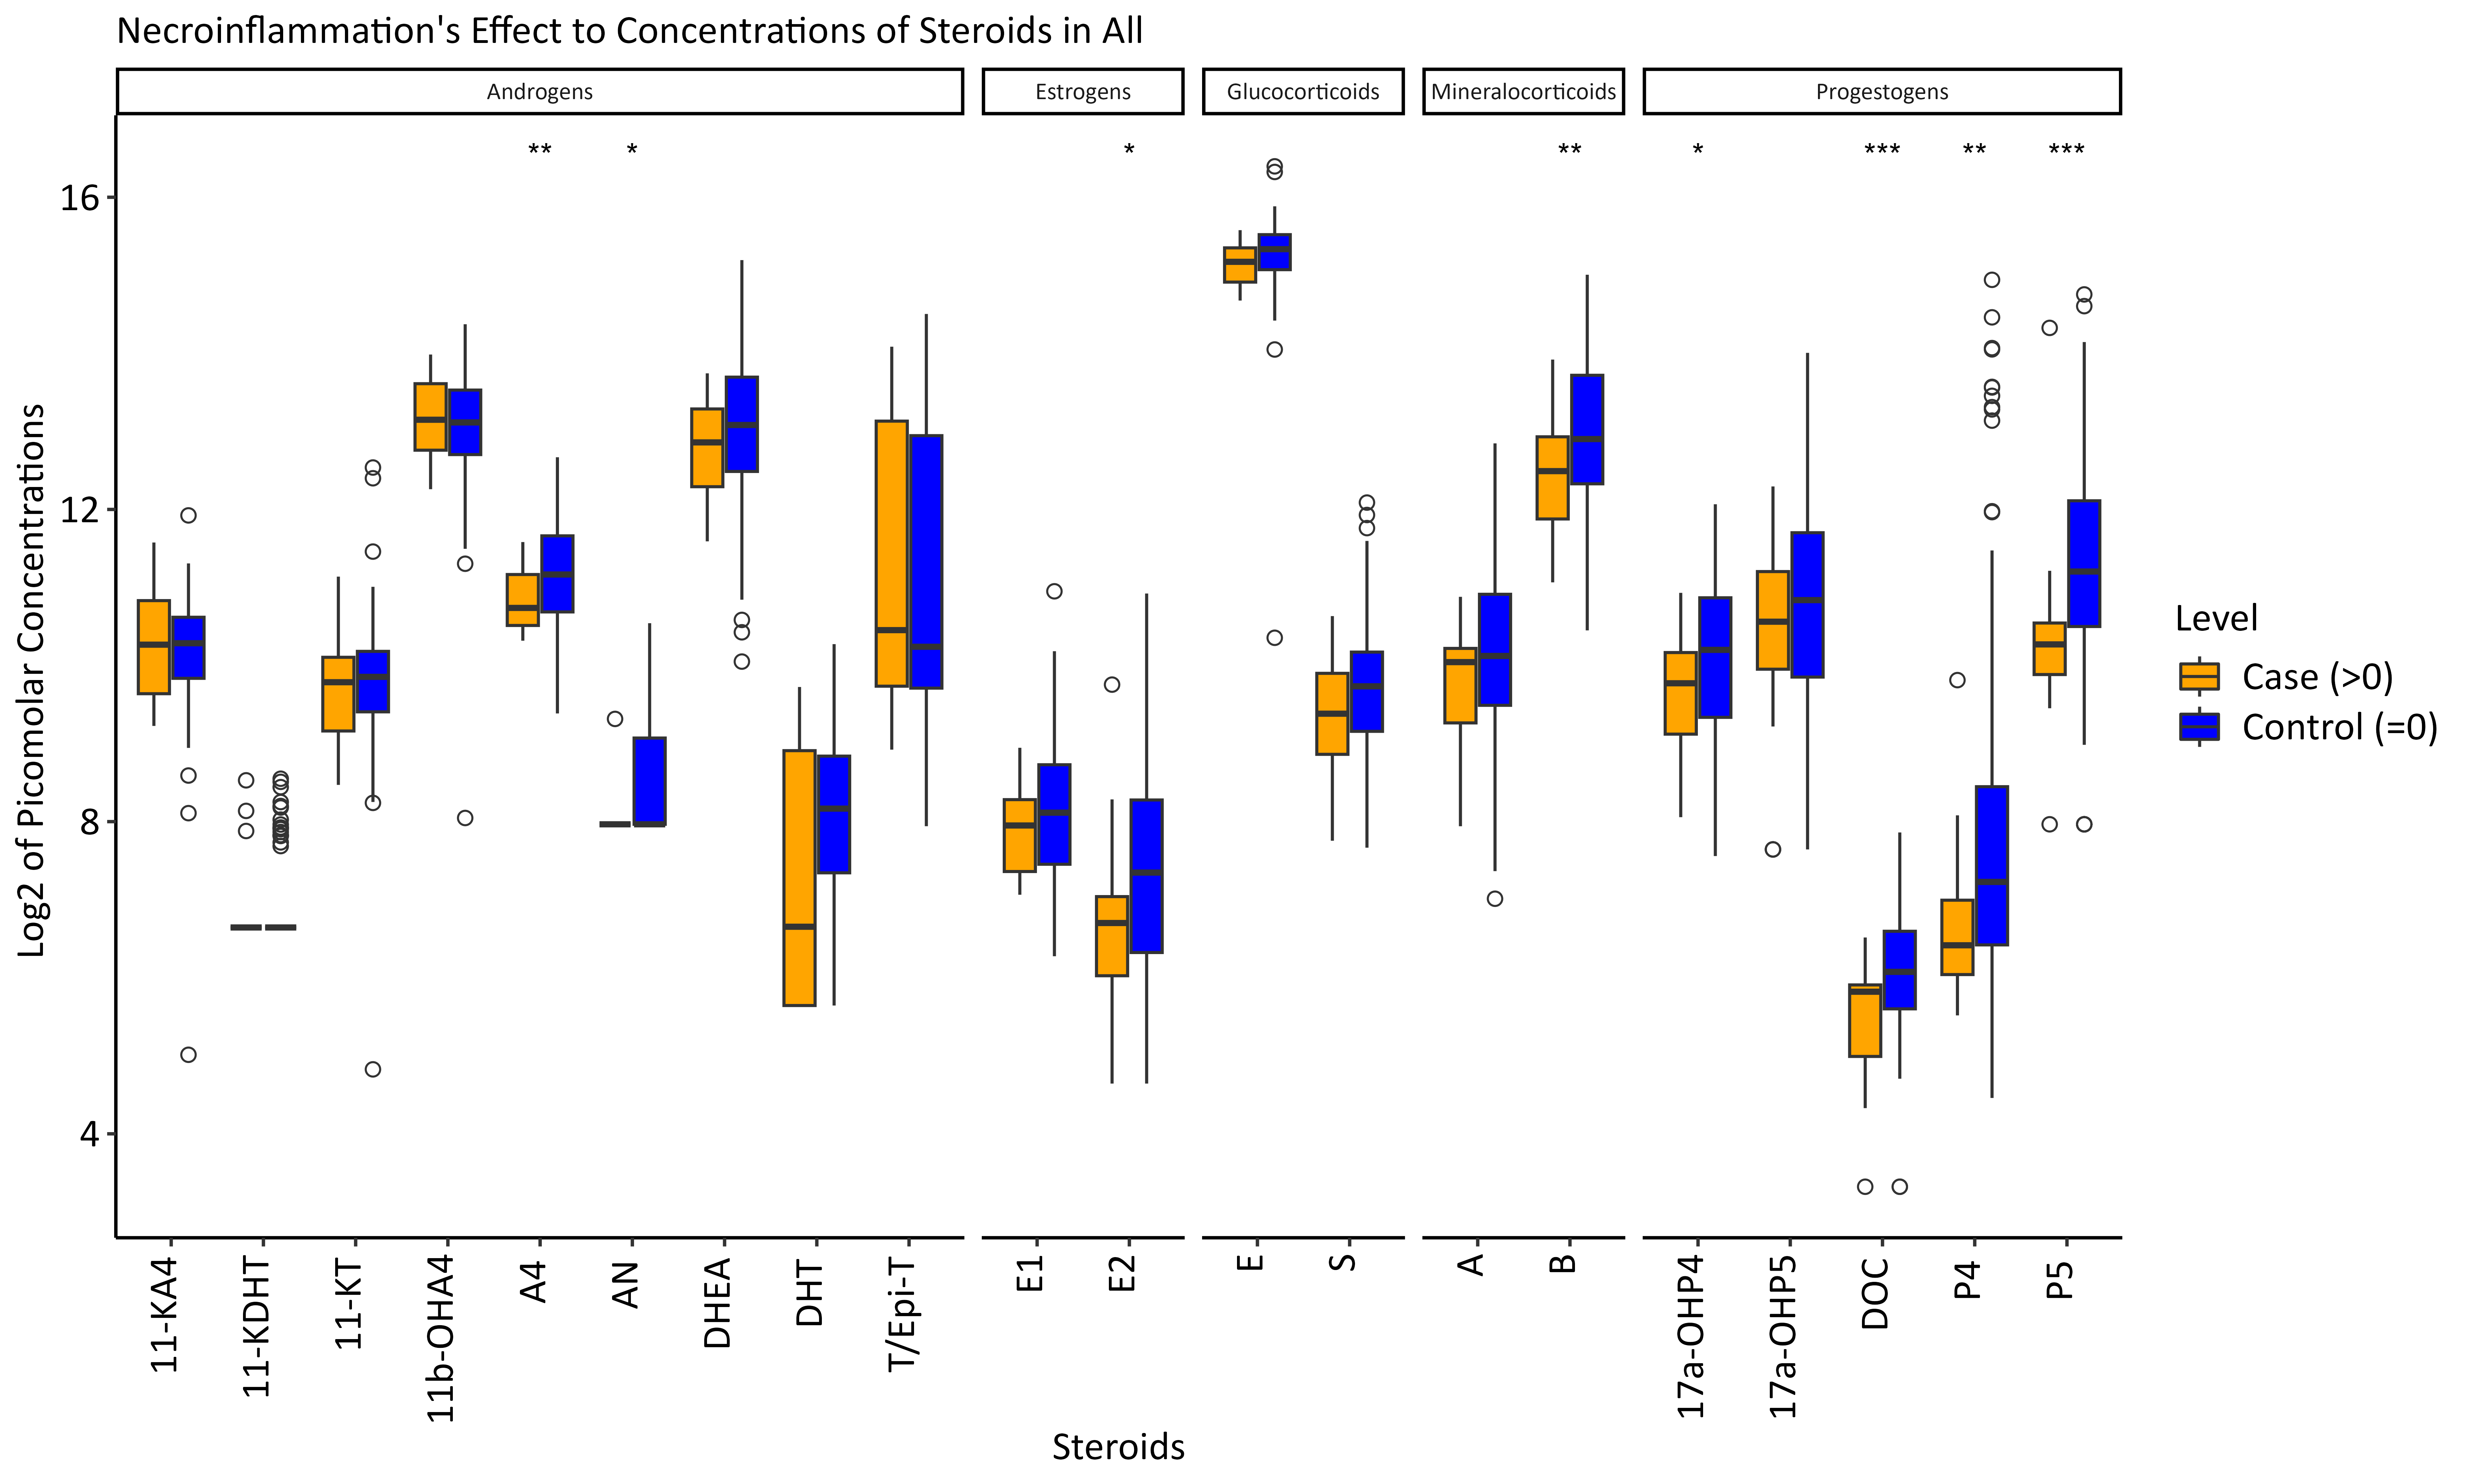 Necroinflammation's Effect to Concentrations of Steroids in All
Androgens
Estrogens
Glucocorticoids
Mineralocorticoids
Progestogens
** * * ** * *** ** ***
Log2 of Picomolar Concentrations
16
12
8
4
Level
Case (>0)
Control (=0)
11-KA4
11-KDHT
11-KT
11b-OHA4
A4
AN
DHEA
DHT
T/Epi-T
E1
E2
E
S
A
B
17a-OHP4
17a-OHP5
DOC
P4
P5
Steroids